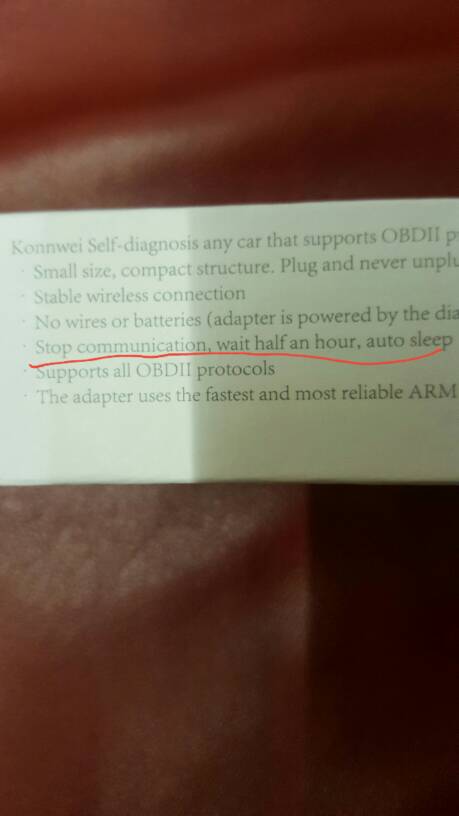 Konnwei Self-diagnosis any car that supports OBDII p
· Small size, compact structure. Plug and never unplu
· Stable wireless connection
· No wires or batteries (adapter is powered by the dia
· Stop communication, wait half an hour, auto sleep
· Supports all OBDII protocols
· The adapter uses the fastest and most reliable ARM